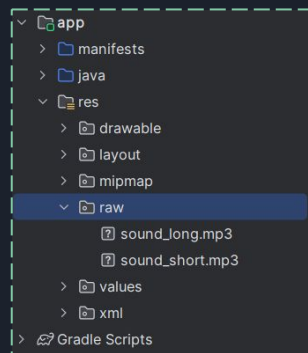 app
manifests
java
res
drawable
layout
mipmap
raw
sound_long.mp3
sound_short.mp3
values
xml
Gradle Scripts